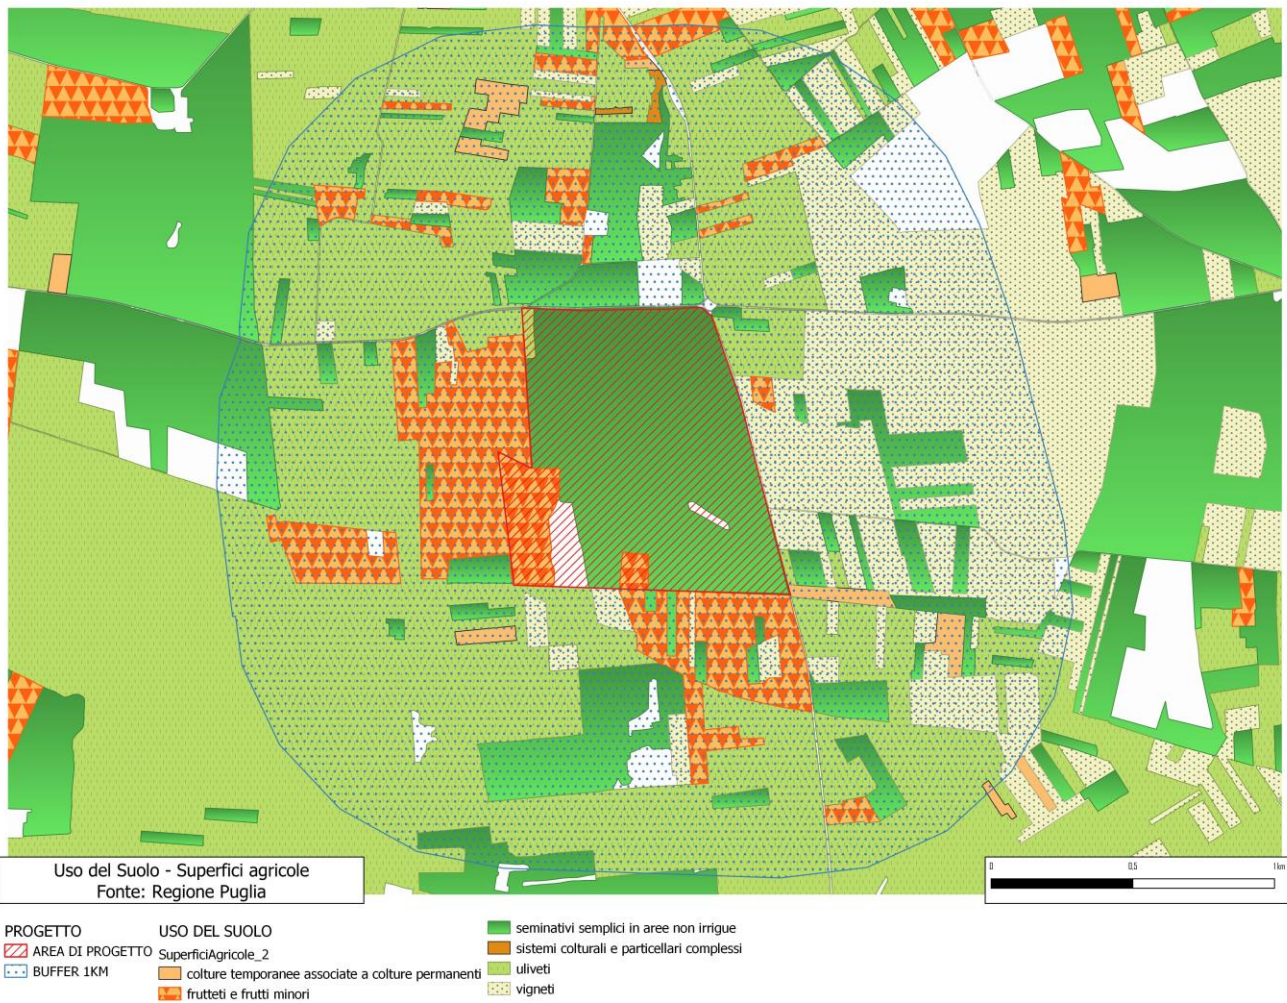 Uso del Suolo - Superfici agricole
Fonte: Regione Puglia
0 0,5 1 km
PROGETTO
AREA DI PROGETTO
BUFFER 1KM
USO DEL SUOLO
SuperficiAgricole_2
colture temporanee associate a colture permanenti
frutteti e frutti minori
seminativi semplici in aree non irrigue
sistemi colturali e particellari complessi
uliveti
vigneti